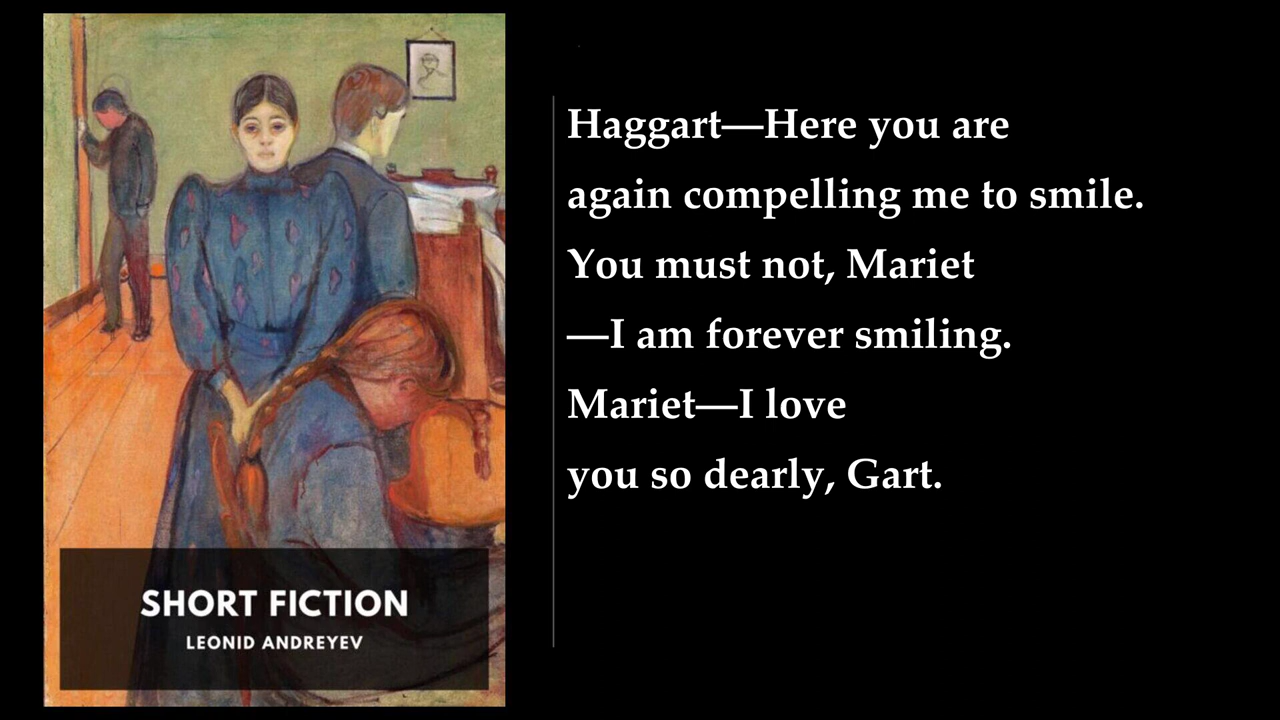 SHORT FICTION
LEONID ANDREYEV
Haggart—Here you are
again compelling me to smile.
You must not, Mariet
—I am forever smiling.
Mariet—I love
you so dearly, Gart.